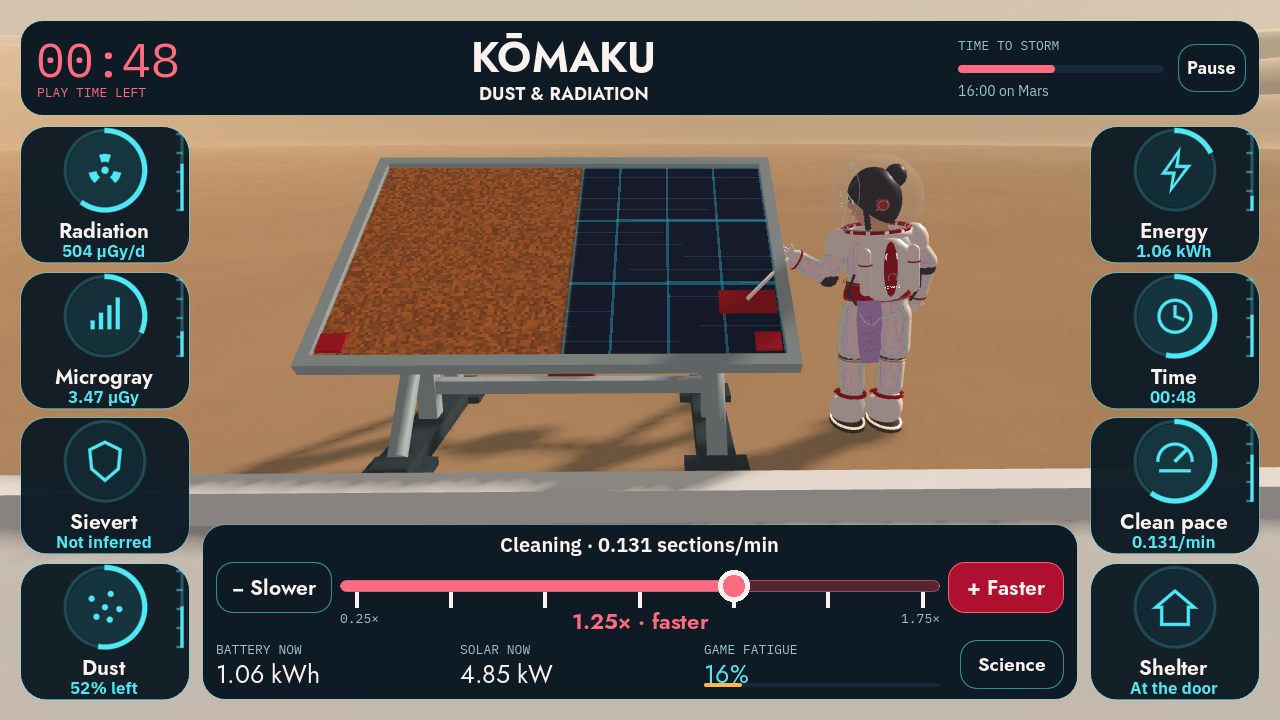 00:48
PLAY TIME LEFT
KŌMAKU
DUST & RADIATION
TIME TO STORM
16:00 on Mars
Pause
Radiation
504 µGy/d
Microgray
3.47 µGy
Sievert
Not inferred
Dust
52% left
Energy
1.06 kWh
Time
00:48
Clean pace
0.131/min
Shelter
At the door
Cleaning · 0.131 sections/min
– Slower
+ Faster
0.25×
1.25× · faster
1.75×
BATTERY NOW
1.06 kWh
SOLAR NOW
4.85 kW
GAME FATIGUE
16%
Science